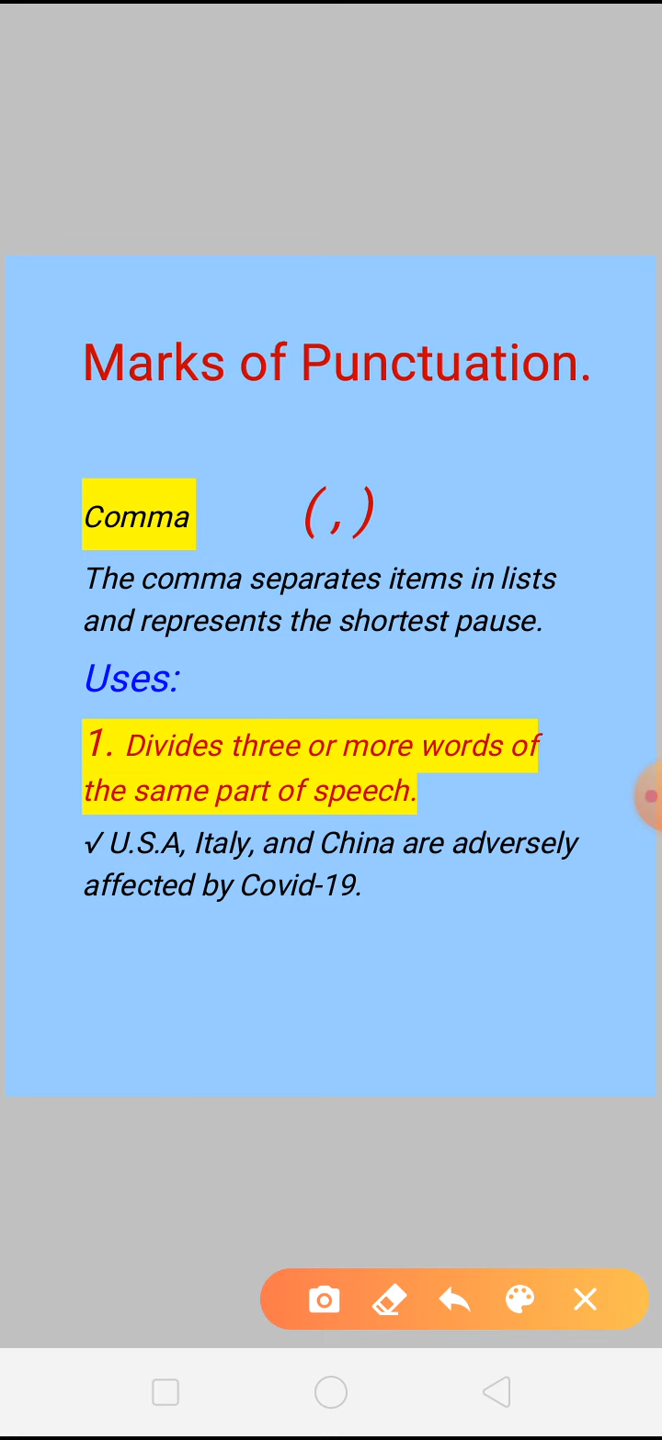 Marks of Punctuation.
Comma (,)
The comma separates items in lists
and represents the shortest pause.
Uses:
1. Divides three or more words of
the same part of speech.
√ U.S.A, Italy, and China are adversely
affected by Covid-19.